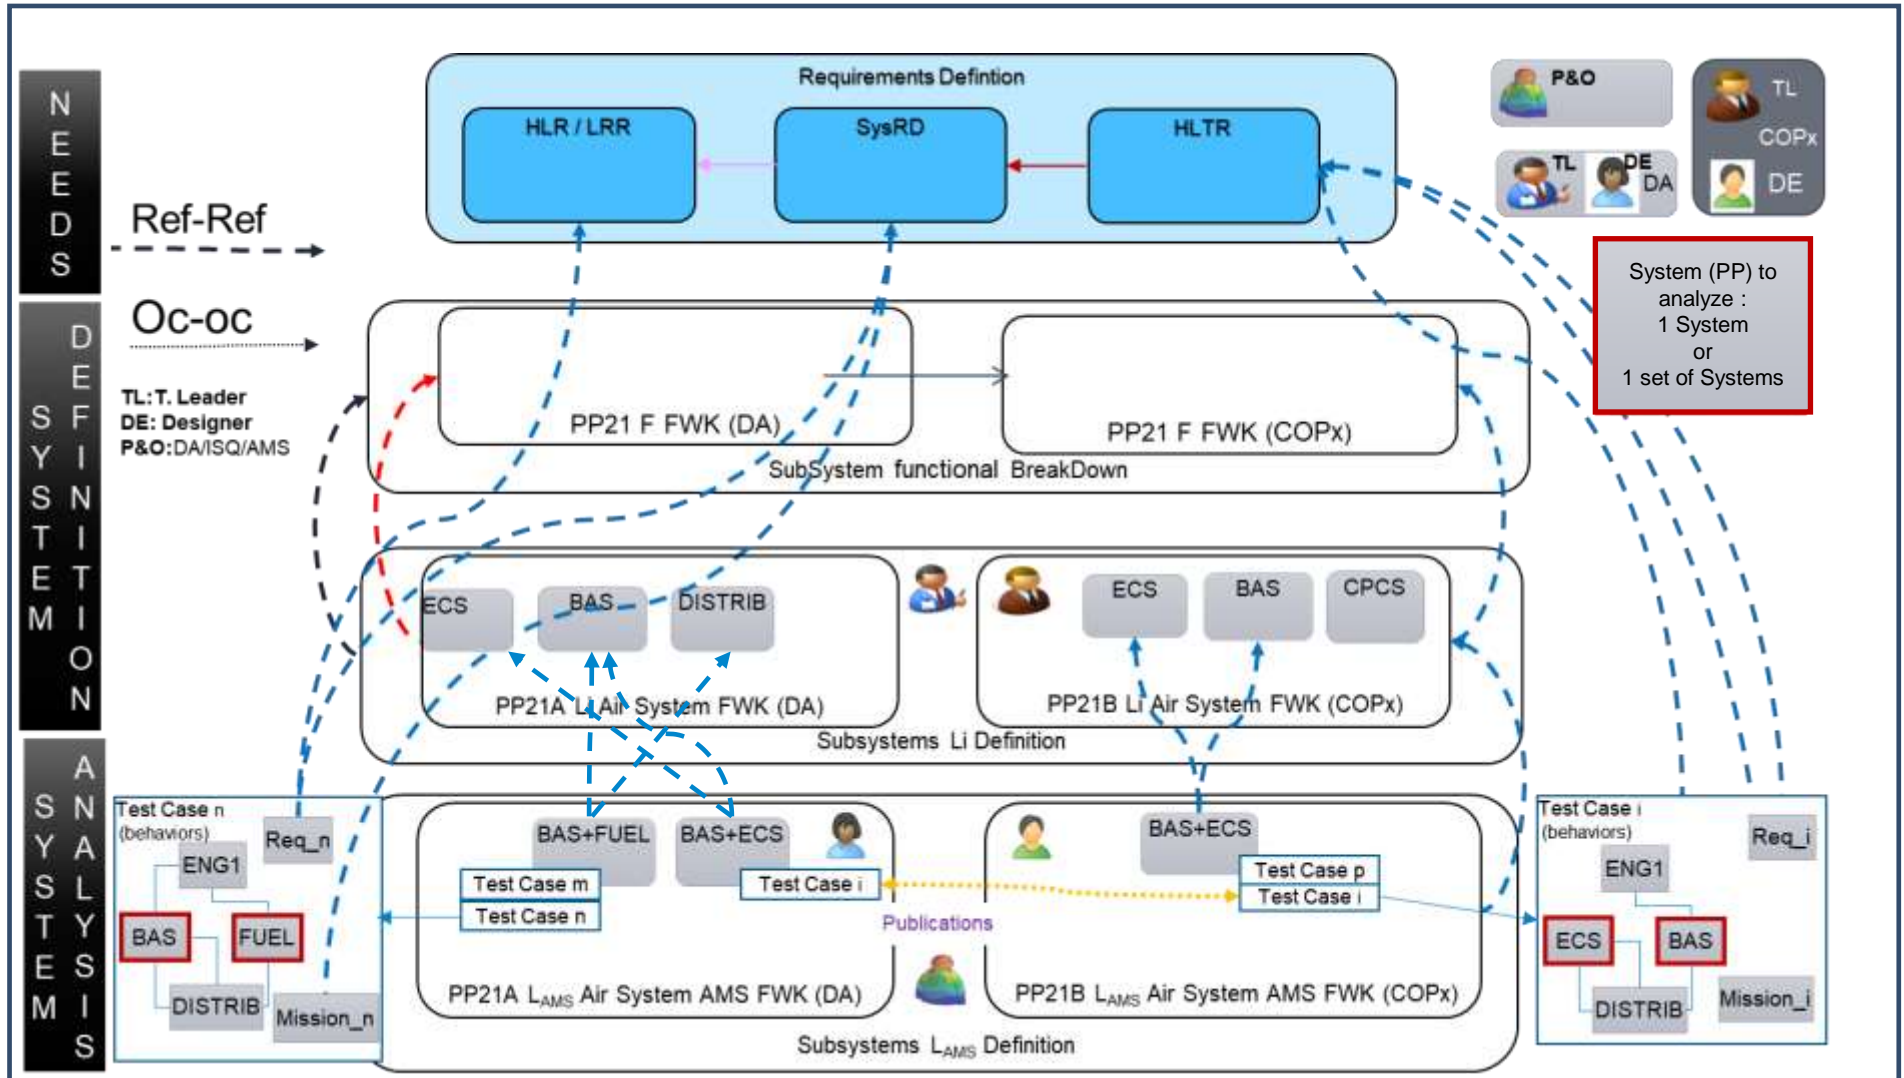 NEEDS
SYSTEM
DEFINITION
SYSTEM
ANALYSIS
Ref-Ref
Oc-oc
TL:T. Leader
DE: Designer
P&O:DA/ISQ/AMS
Requirements Defintion
HLR / LRR
SysRD
HLTR
P&O
TL
DE
DA
TL
COPx
DE
System (PP) to
analyze :
1 System
or
1 set of Systems
PP21 F FWK (DA)
PP21 F FWK (COPx)
SubSystem functional BreakDown
ECS
BAS
DISTRIB
PP21A Li Air System FWK (DA)
ECS
BAS
CPCS
PP21B Li Air System FWK (COPx)
Subsystems Li Definition
Test Case n
(behaviors)
Req_n
ENG1
BAS
FUEL
DISTRIB
Mission_n
BAS+FUEL
BAS+ECS
Test Case m
Test Case n
Test Case i
PP21A LAMS Air System AMS FWK (DA)
Publications
BAS+ECS
Test Case p
Test Case i
PP21B LAMS Air System AMS FWK (COPx)
Subsystems LAMS Definition
Test Case i
(behaviors)
Req_i
ENG1
ECS
BAS
DISTRIB
Mission_i